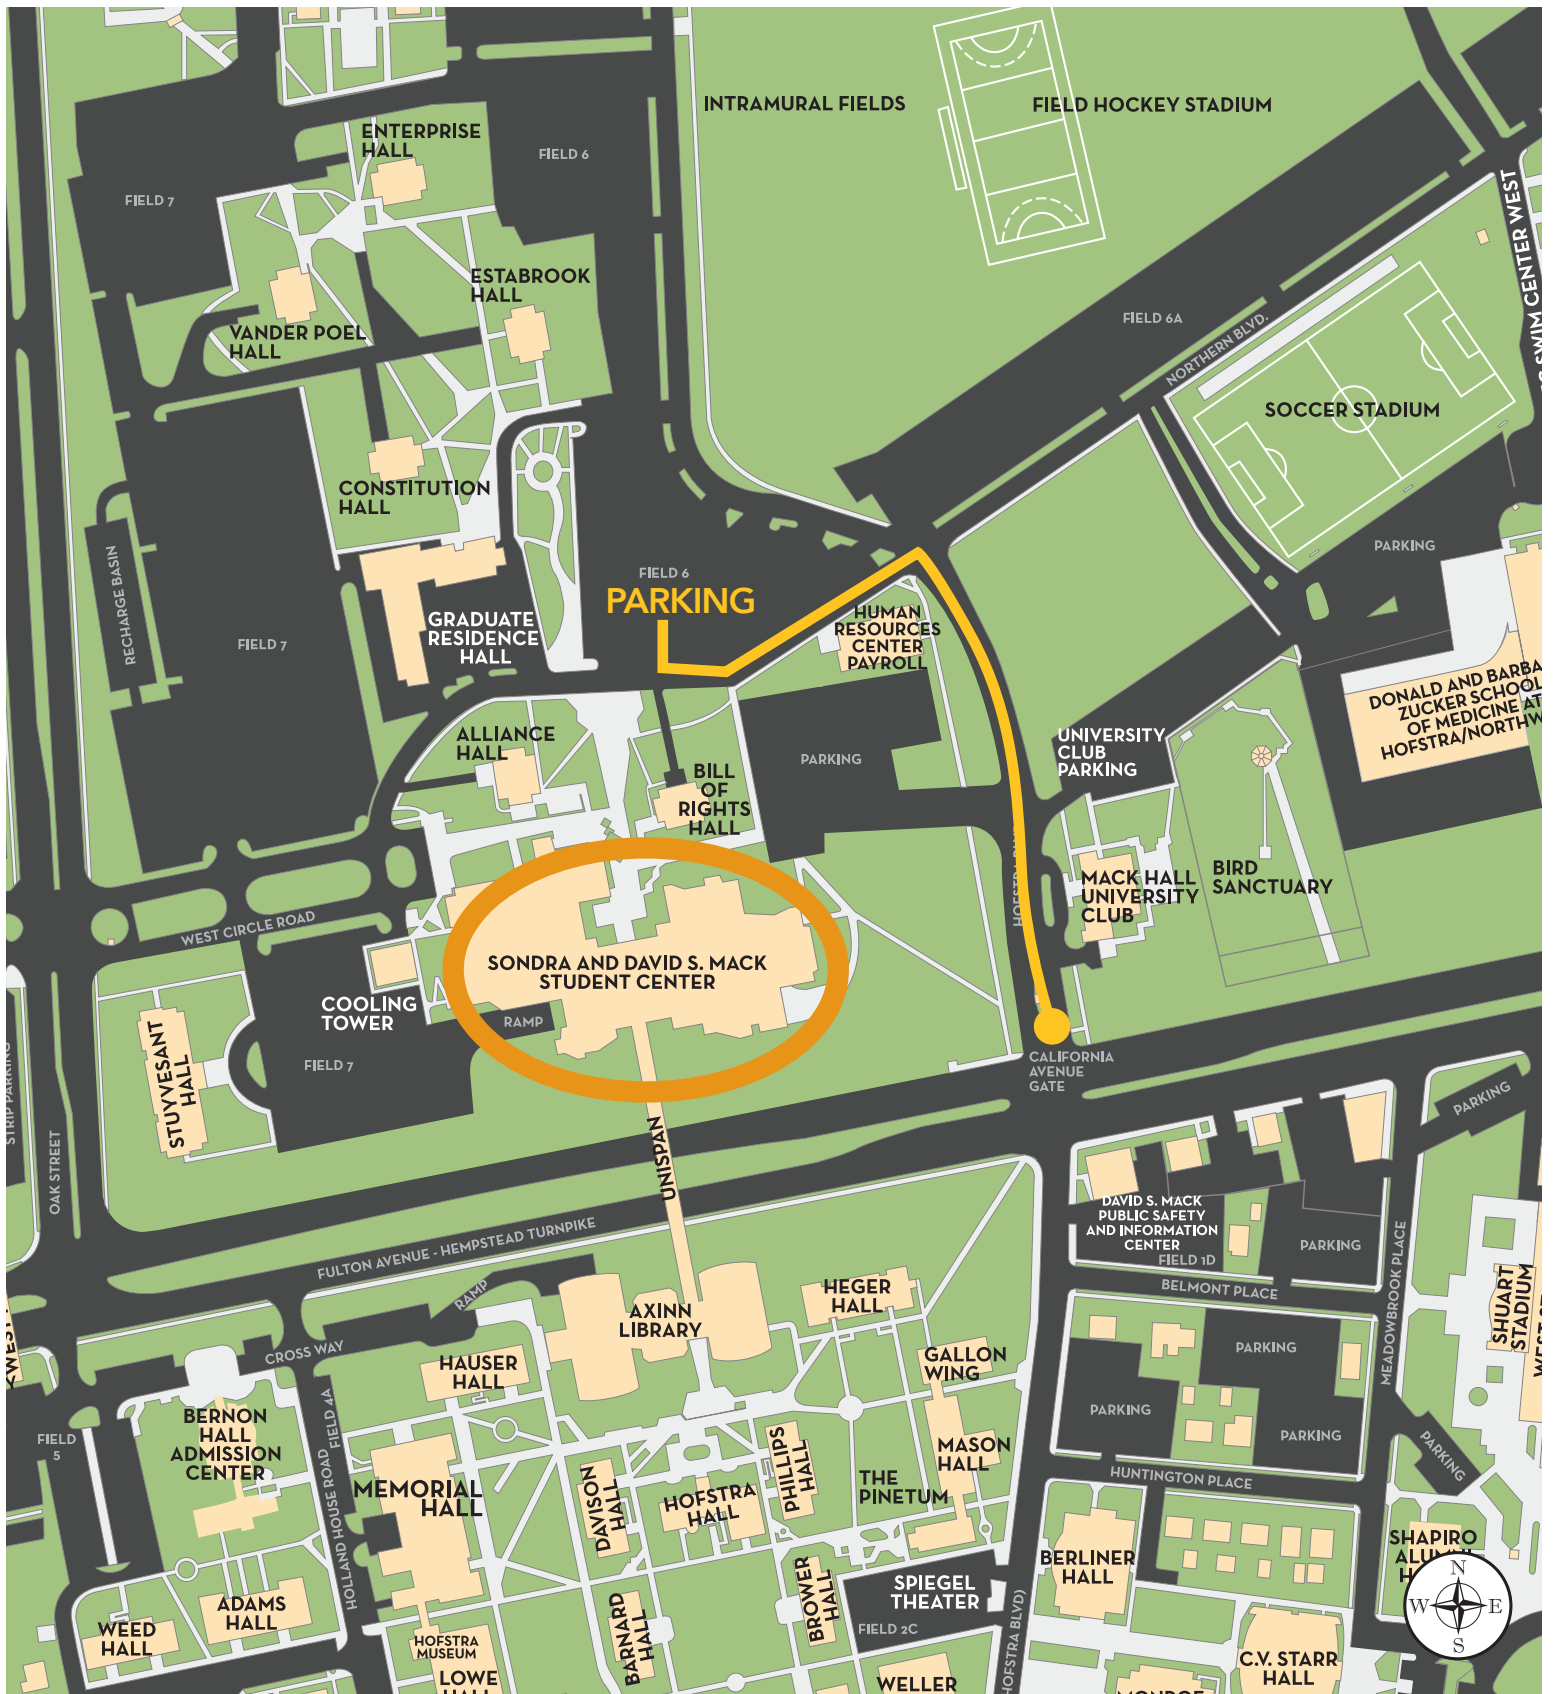 INTRAMURAL FIELDS
FIELD HOCKEY STADIUM
ENTERPRISE
HALL
FIELD 6
FIELD 7
SWIM CENTER WEST
ESTABROOK
HALL
VANDER POEL
HALL
FIELD 6A
NORTHERN BLVD.
SOCCER STADIUM
CONSTITUTION
HALL
PARKING
RECHARGE BASIN
FIELD 6
PARKING
GRADUATE
RESIDENCE
HALL
FIELD 7
HUMAN
RESOURCES
CENTER
PAYROLL
DONALD AND BARBA
ZUCKER SCHOOL
OF MEDICINE AT
HOFSTRA/NORTHW
ALLIANCE
HALL
UNIVERSITY
CLUB
PARKING
PARKING
BILL
OF
RIGHTS
HALL
MACK HALL
UNIVERSITY
CLUB
BIRD
SANCTUARY
WEST CIRCLE ROAD
SONDRA AND DAVID S. MACK
STUDENT CENTER
COOLING
TOWER
RAMP
STUYVESANT
HALL
FIELD 7
CALIFORNIA
AVENUE
GATE
STRIP PARKING
OAK STREET
PARKING
UNISPAN
DAVID S. MACK
PUBLIC SAFETY
AND INFORMATION
CENTER
FIELD 1D
PARKING
FULTON AVENUE - HEMPSTEAD TURNPIKE
BELMONT PLACE
MEADOWBROOK PLACE
SHUART
STADIUM
RAMP
AXINN
LIBRARY
HEGER
HALL
CROSS WAY
HAUSER
HALL
GALLON
WING
PARKING
PARKING
PARKING
PARKING
FIELD 4A
FIELD
5
BERNON
HALL
ADMISSION
CENTER
HOLLAND HOUSE ROAD
MEMORIAL
HALL
DAVISON
HALL
HOFSTRA
HALL
PHILLIPS
HALL
THE
PINETUM
MASON
HALL
HUNTINGTON PLACE
BERLINER
HALL
SHAPIRO
N
W
E
S
SPIEGEL
THEATER
FIELD 2C
BROWER
HALL
BARNARD
HALL
ADAMS
HALL
WEED
HALL
HOFSTRA
MUSEUM
LOWE
WELLER
HOFSTRA BLVD)
C.V. STARR
HALL